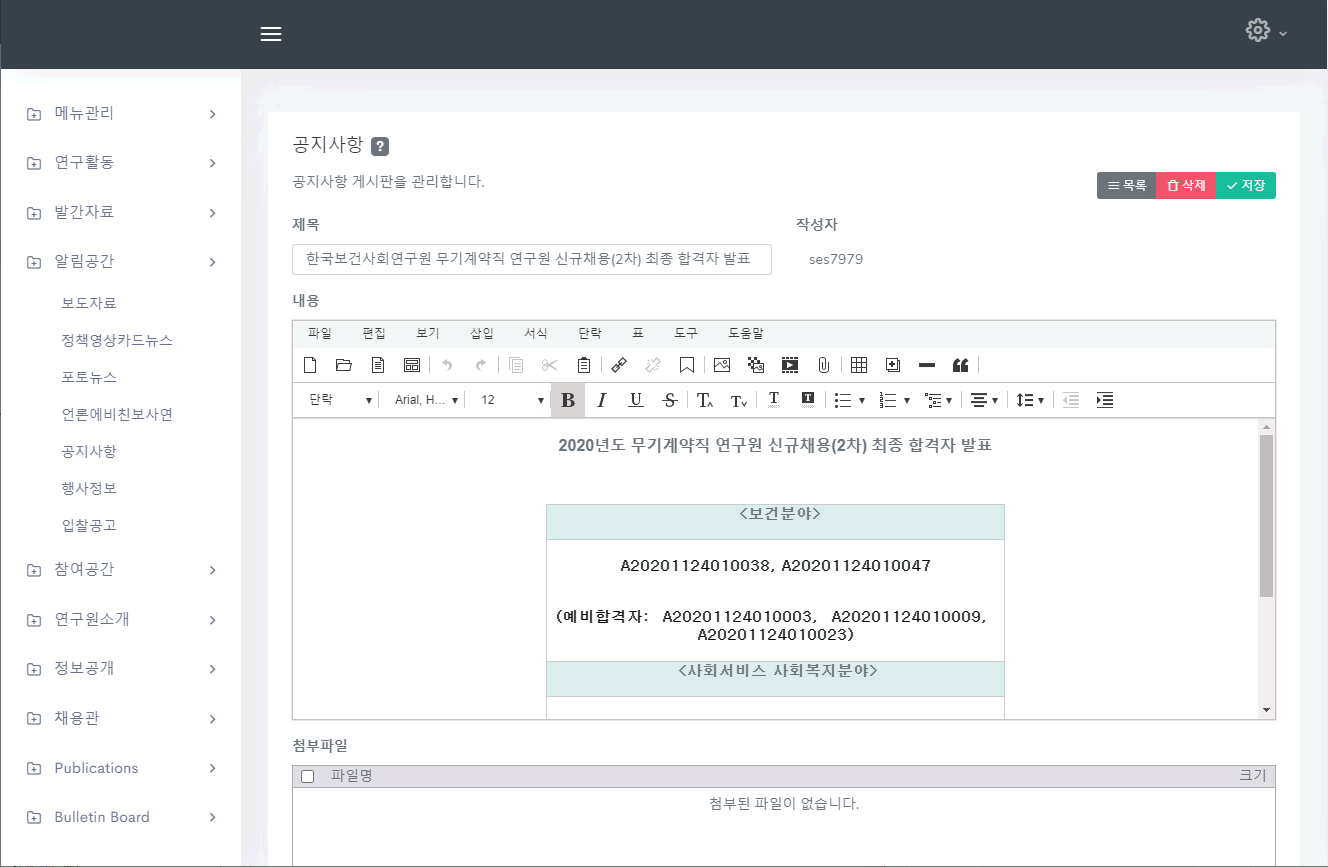 메뉴관리
연구활동
발간자료
알림공간
보도자료
정책영상카드뉴스
포토뉴스
언론에비친보사연
공지사항
행사정보
입찰공고
참여공간
연구원소개
정보공개
채용관
Publications
Bulletin Board
공지사항 ?
공지사항 게시판을 관리합니다.
목록 삭제 저장
제목 작성자
한국보건사회연구원 무기계약직 연구원 신규채용(2차) 최종 합격자 발표 ses7979
내용
파일 편집 보기 삽입 서식 단락 표 도구 도움말
단락 Arial, H... 12 B I U S T T T T
2020년도 무기계약직 연구원 신규채용(2차) 최종 합격자 발표
<보건분야>
A20201124010038, A20201124010047
(예비합격자: A20201124010003, A20201124010009,
A20201124010023)
<사회서비스 사회복지분야>
첨부파일
파일명 크기
첨부된 파일이 없습니다.